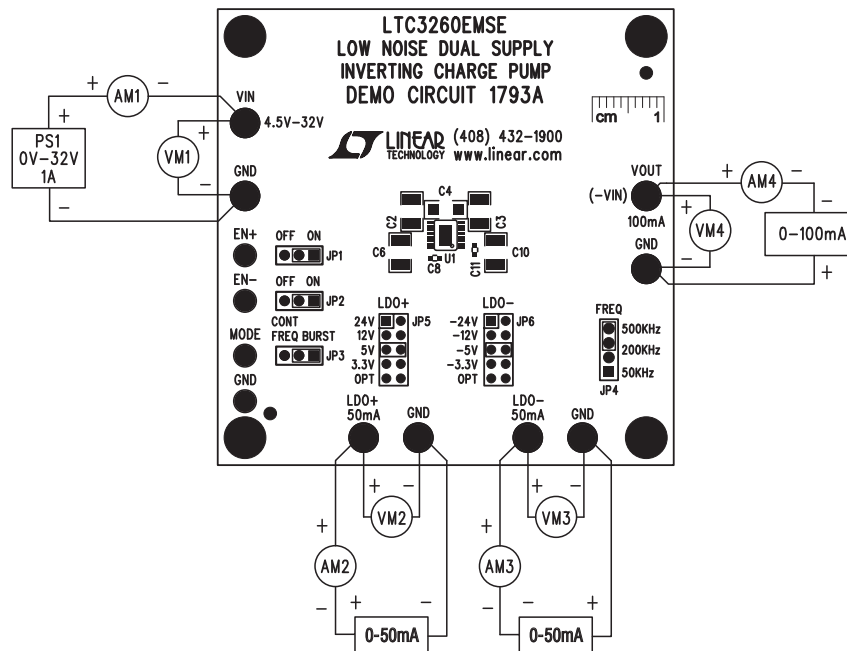 LTC3260EMSE
LOW NOISE DUAL SUPPLY
INVERTING CHARGE PUMP
DEMO CIRCUIT 1793A
+ AM1 −
VIN
4.5V-32V
cm 1
+
PS1
0V-32V
1A
−
+
VM1
−
GND
LINEAR
TECHNOLOGY
(408) 432-1900
www.linear.com
VOUT
(-VIN)
100mA
GND
+ AM4 −
+
VM4
−
−
0-100mA
+
C4
C2
C3
C6
U1
C8
C11
C10
EN+
OFF ON
JP1
EN-
OFF ON
JP2
MODE
CONT
FREQ BURST
JP3
GND
LDO+
24V JP5
12V
5V
3.3V
OPT
LDO-
-24V JP6
-12V
-5V
-3.3V
OPT
FREQ
500KHz
200KHz
50KHz
JP4
LDO+
50mA
GND
LDO-
50mA
GND
+ VM2 −
+ VM3 −
+
AM2
−
+
AM3
−
+ −
0-50mA
− +
0-50mA